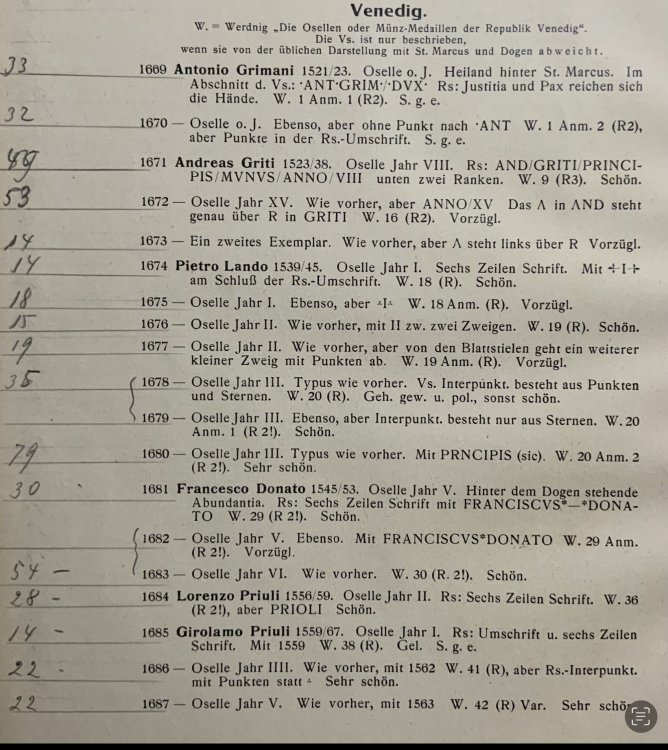 Venedig.
W. = Werdnig „Die Osellen oder Münz-Medaillen der Republik Venedig“.
Die Vs. ist nur beschrieben,
wenn sie von der üblichen Darstellung mit St. Marcus und Dogen abweicht.
33 1669 Antonio Grimani 1521/23. Oselle o. J. Heiland hinter St. Marcus. Im
Abschnitt d. Vs.: ·ANT·GRIM·/·DVX· Rs: Justitia und Pax reichen sich
die Hände. W. 1 Anm. 1 (R2). S. g. e.
32 1670 — Oselle o. J. Ebenso, aber ohne Punkt nach ·ANT W. 1 Anm. 2 (R2),
aber Punkte in der Rs.-Umschrift. S. g. e.
49 1671 Andreas Griti 1523/38. Oselle Jahr VIII. Rs: AND/GRITI/PRINCI-
PIS/MVNVS/ANNO/VIII unten zwei Ranken. W. 9 (R3). Schön.
53 1672 — Oselle Jahr XV. Wie vorher, aber ANNO/XV Das Λ in ΛND steht
genau über R in GRITI W. 16 (R2). Vorzügl.
14 1673 — Ein zweites Exemplar. Wie vorher, aber Λ steht links über R Vorzügl.
14 1674 Pietro Lando 1539/45. Oselle Jahr I. Sechs Zeilen Schrift. Mit ÷I÷
am Schluß der Rs.-Umschrift. W. 18 (R). Schön.
18 1675 — Oselle Jahr I. Ebenso, aber ∴I∴ W. 18 Anm. (R). Vorzügl.
15 1676 — Oselle Jahr II. Wie vorher, mit II zw. zwei Zweigen. W. 19 (R). Schön.
19 1677 — Oselle Jahr II. Wie vorher, aber von den Blattstielen geht ein weiterer
kleiner Zweig mit Punkten ab. W. 19 Anm. (R). Vorzügl.
35 1678 — Oselle Jahr III. Typus wie vorher. Vs. Interpunkt. besteht aus Punkten
und Sternen. W. 20 (R). Geh. gew. u. pol., sonst schön.
1679 — Oselle Jahr III. Ebenso, aber Interpunkt. besteht nur aus Sternen. W. 20
Anm. 1 (R 2!). Schön.
79 1680 — Oselle Jahr III. Typus wie vorher. Mit PRNCIPIS (sic). W. 20 Anm. 2
(R 2!). Sehr schön.
30 1681 Francesco Donato 1545/53. Oselle Jahr V. Hinter dem Dogen stehende
Abundantia. Rs: Sechs Zeilen Schrift mit FRANCISCVS*—*DONA-
TO W. 29 (R 2!). Schön.
1682 — Oselle Jahr V. Ebenso. Mit FRANCISCVS*DONATO W. 29 Anm.
(R 2!). Vorzügl.
54 – 1683 — Oselle Jahr VI. Wie vorher. W. 30 (R. 2!). Schön.
28 – 1684 Lorenzo Priuli 1556/59. Oselle Jahr II. Rs: Sechs Zeilen Schrift. W. 36
(R 2!), aber PRIOLI Schön.
14 – 1685 Girolamo Priuli 1559/67. Oselle Jahr I. Rs: Umschrift u. sechs Zeilen
Schrift. Mit 1559 W. 38 (R). Gel. S. g. e.
22 - 1686 — Oselle Jahr IIII. Wie vorher, mit 1562 W. 41 (R), aber Rs.-Interpunkt.
mit Punkten statt ∴ Sehr schön.
22 1687 — Oselle Jahr V. Wie vorher, mit 1563 W. 42 (R) Var. Sehr